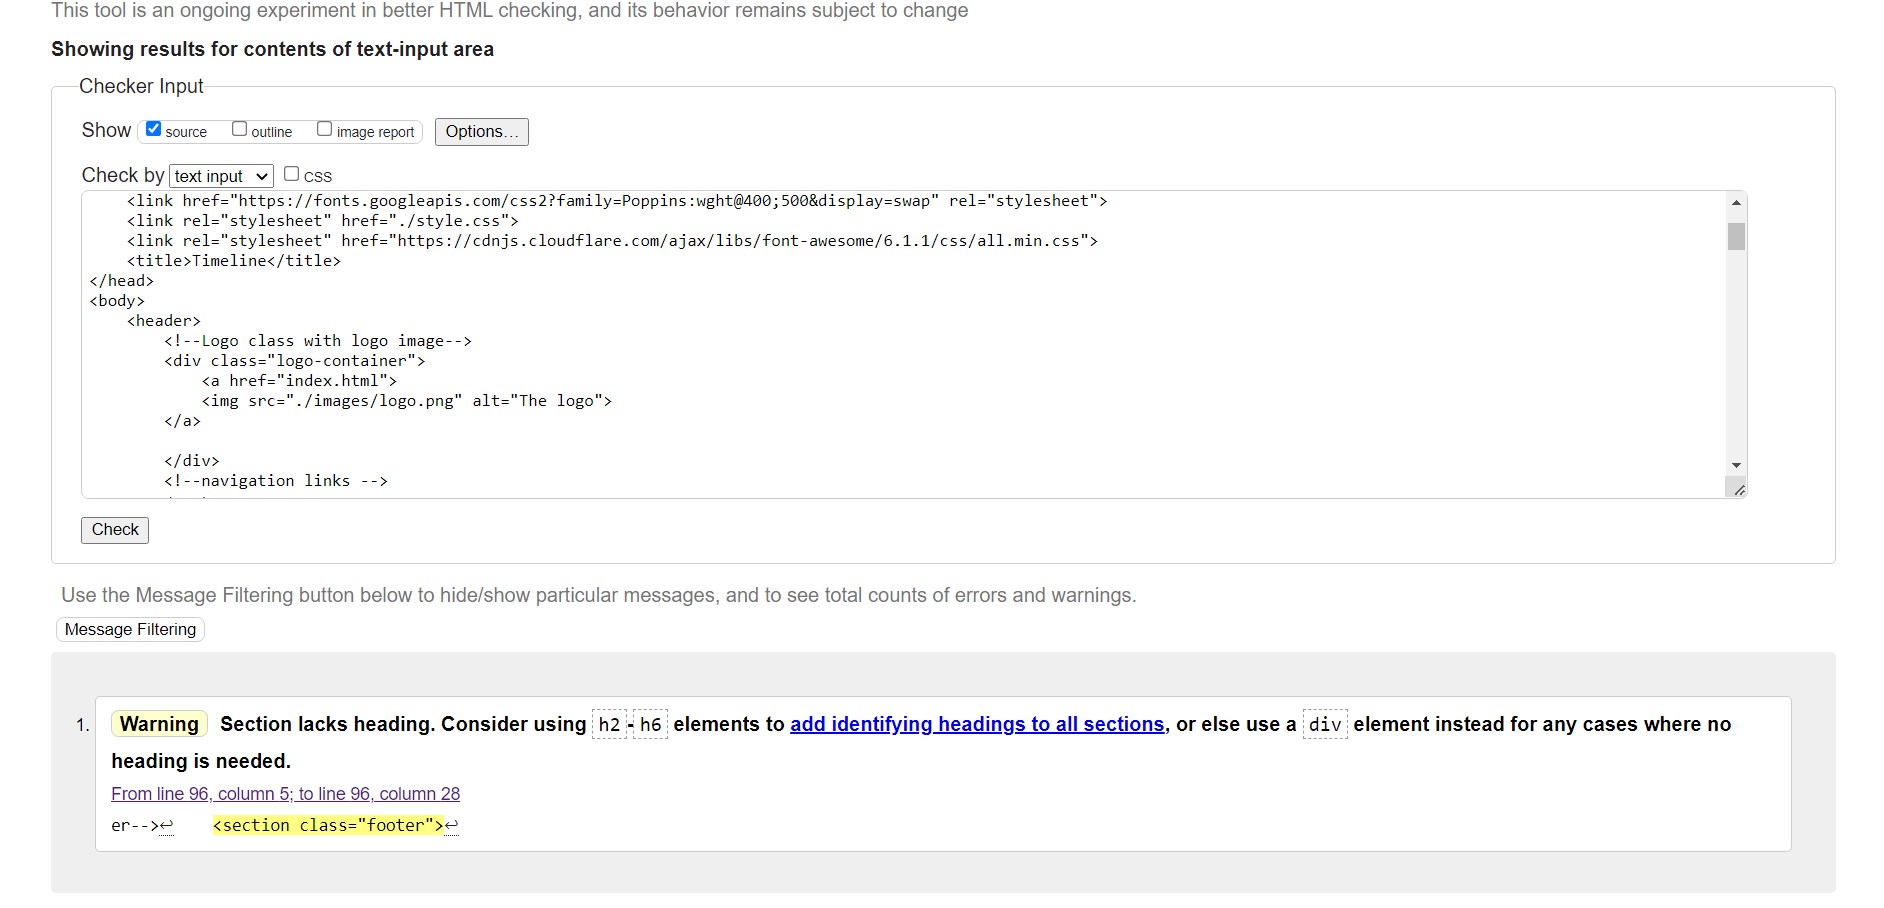 This tool is an ongoing experiment in better HTML checking, and its behavior remains subject to change
Showing results for contents of text-input area
Checker Input
Show source outline image report Options...
Check by text input CSS
<link href="https://fonts.googleapis.com/css2?family=Poppins:wght@400;500&display=swap" rel="stylesheet">
<link rel="stylesheet" href="./style.css">
<link rel="stylesheet" href="https://cdnjs.cloudflare.com/ajax/libs/font-awesome/6.1.1/css/all.min.css">
<title>Timeline</title>
</head>
<body>
<header>
<!--Logo class with logo image-->
<div class="logo-container">
<a href="index.html">
<img src="./images/logo.png" alt="The logo">
</a>
</div>
<!--navigation links -->
Check
Use the Message Filtering button below to hide/show particular messages, and to see total counts of errors and warnings.
Message Filtering
1. Warning Section lacks heading. Consider using h2-h6 elements to add identifying headings to all sections, or else use a div element instead for any cases where no
heading is needed.
From line 96, column 5; to line 96, column 28
er-->↩ <section class="footer">↩